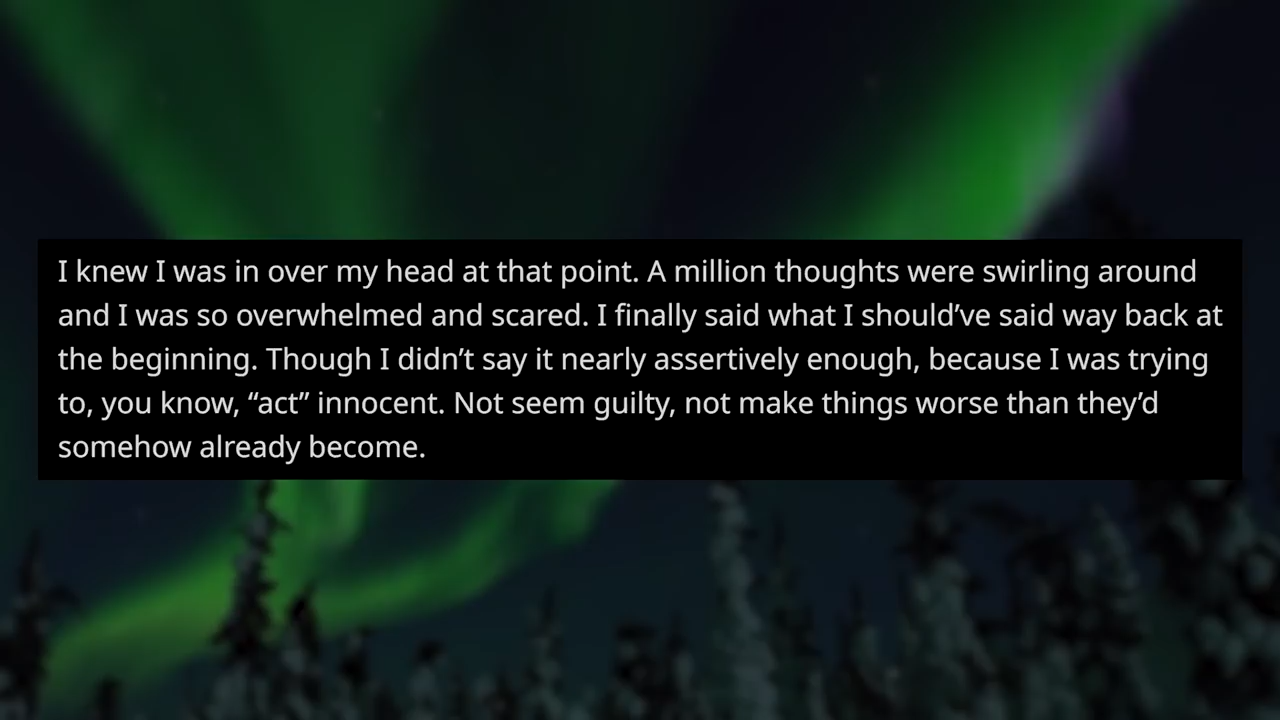 I knew I was in over my head at that point. A million thoughts were swirling around
and I was so overwhelmed and scared. I finally said what I should’ve said way back at
the beginning. Though I didn’t say it nearly assertively enough, because I was trying
to, you know, “act” innocent. Not seem guilty, not make things worse than they’d
somehow already become.